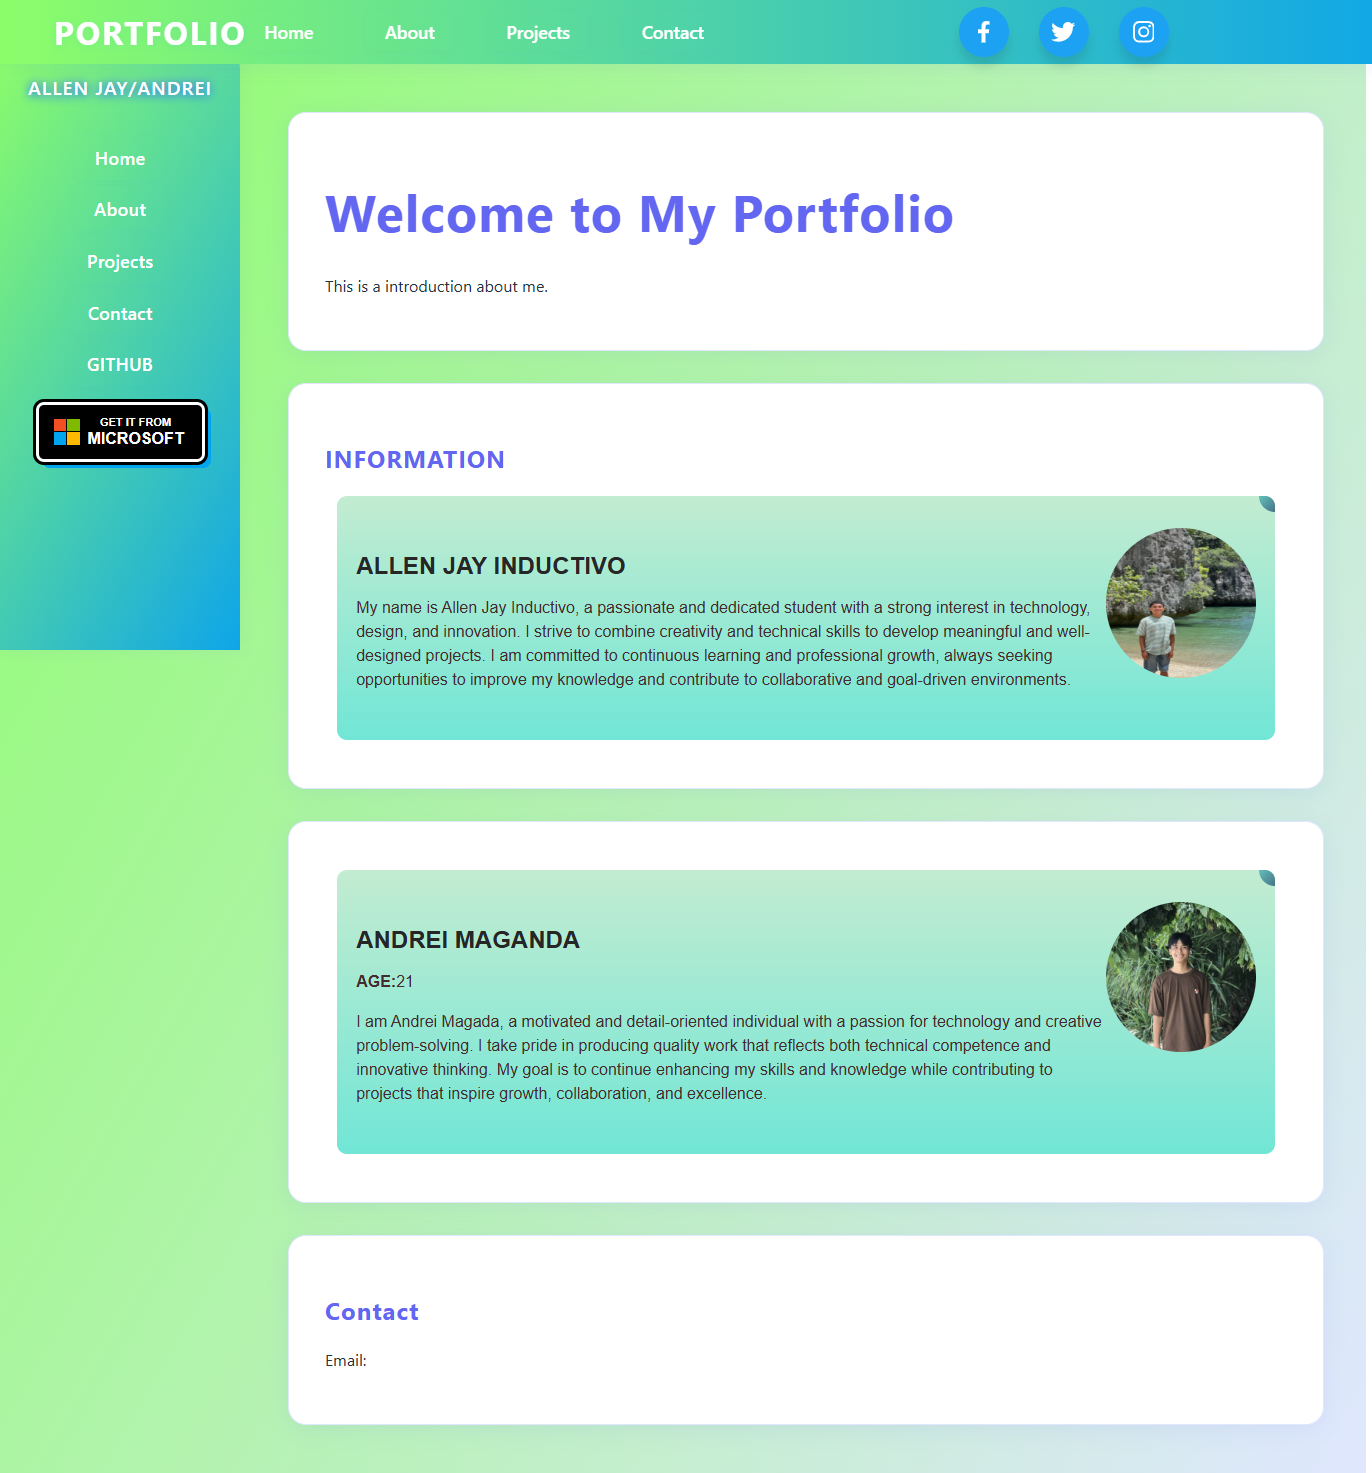 PORTFOLIO Home About Projects Contact
ALLEN JAY/ANDREI
Home
About
Projects
Contact
GITHUB
GET IT FROM
MICROSOFT
Welcome to My Portfolio
This is a introduction about me.
INFORMATION
ALLEN JAY INDUCTIVO
My name is Allen Jay Inductivo, a passionate and dedicated student with a strong interest in technology,
design, and innovation. I strive to combine creativity and technical skills to develop meaningful and well-
designed projects. I am committed to continuous learning and professional growth, always seeking
opportunities to improve my knowledge and contribute to collaborative and goal-driven environments.
ANDREI MAGANDA
AGE:21
I am Andrei Magada, a motivated and detail-oriented individual with a passion for technology and creative
problem-solving. I take pride in producing quality work that reflects both technical competence and
innovative thinking. My goal is to continue enhancing my skills and knowledge while contributing to
projects that inspire growth, collaboration, and excellence.
Contact
Email: